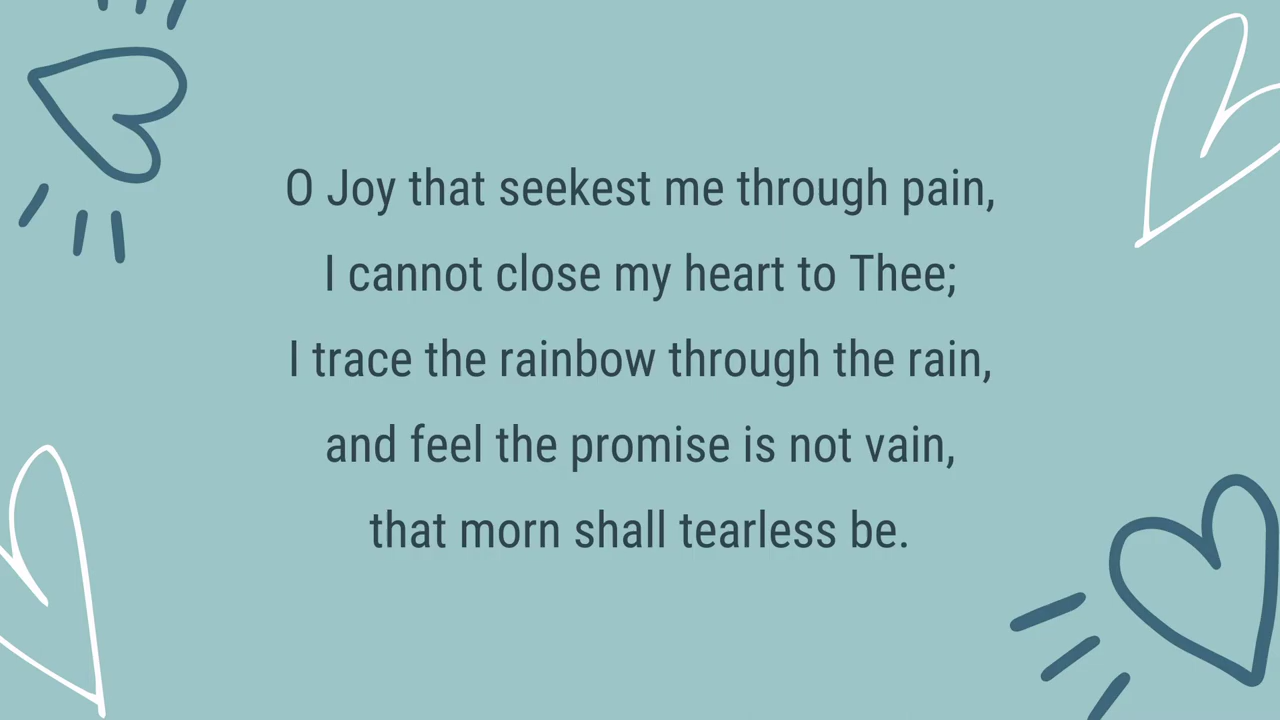 O Joy that seekest me through pain,
I cannot close my heart to Thee;
I trace the rainbow through the rain,
and feel the promise is not vain,
that morn shall tearless be.